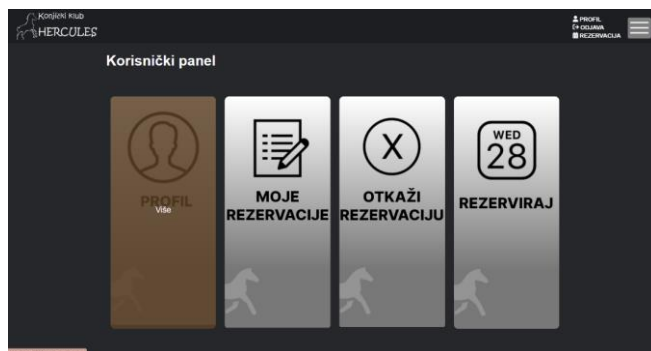 Konjički Klub
HERCULES
PROFIL
ODJAVA
REZERVACIJA
Korisnički panel
PROFIL
Više
MOJE
REZERVACIJE
OTKAŽI
REZERVACIJU
WED
28
REZERVIRAJ
X